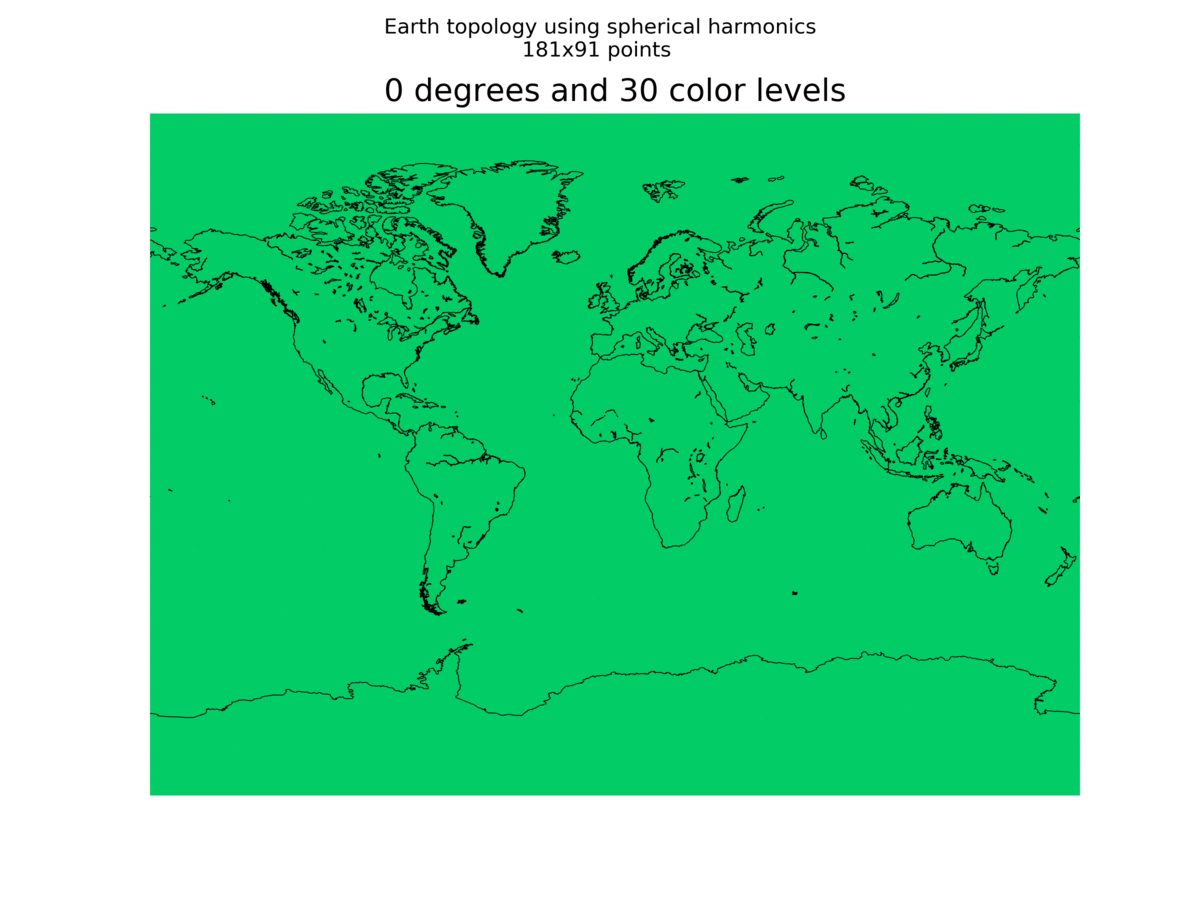 Earth topology using spherical harmonics
181x91 points
0 degrees and 30 color levels